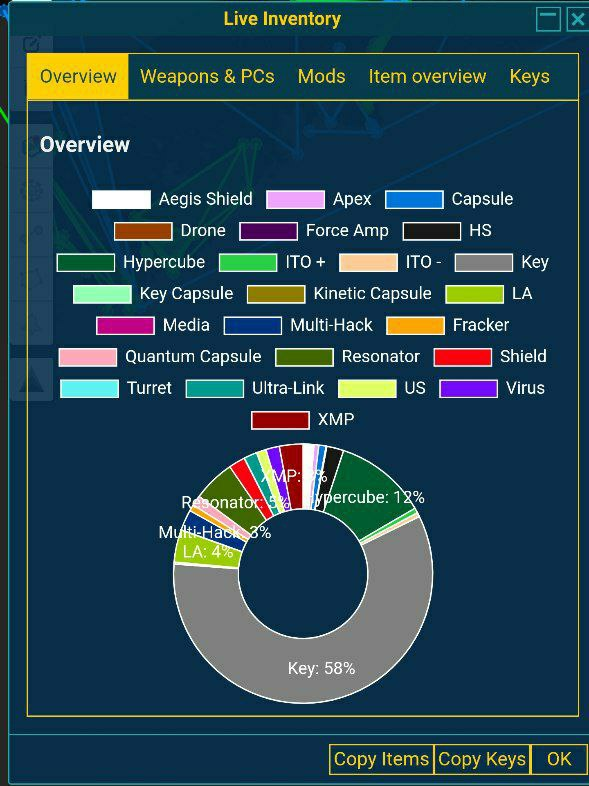 Live Inventory
Overview Weapons & PCs Mods Item overview Keys
Overview
Aegis Shield Apex Capsule
Drone Force Amp HS
Hypercube ITO + ITO - Key
Key Capsule Kinetic Capsule LA
Media Multi-Hack Fracker
Quantum Capsule Resonator Shield
Turret Ultra-Link US Virus
XMP
XMP:
ypercube: 12%
Resonator: 5%
Multi-Hack: 3%
LA: 4%
Key: 58%
Copy Items Copy Keys OK